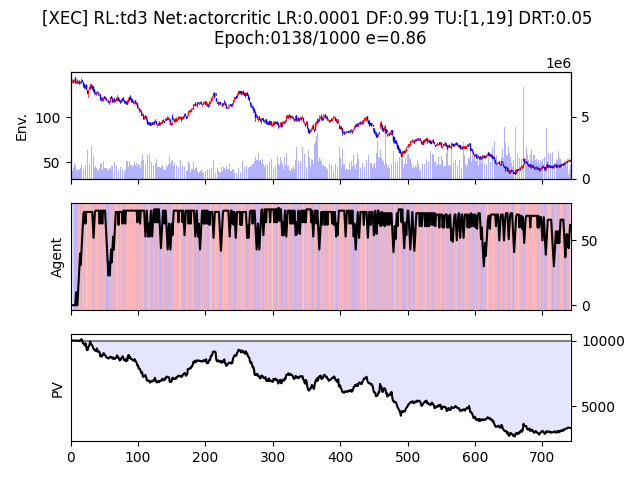 [XEC] RL:td3 Net:actorcritic LR:0.0001 DF:0.99 TU:[1,19] DRT:0.05
Epoch:0138/1000 e=0.86
1e6
Env.
100
50
5
0
Agent
50
0
PV
10000
5000
0 100 200 300 400 500 600 700